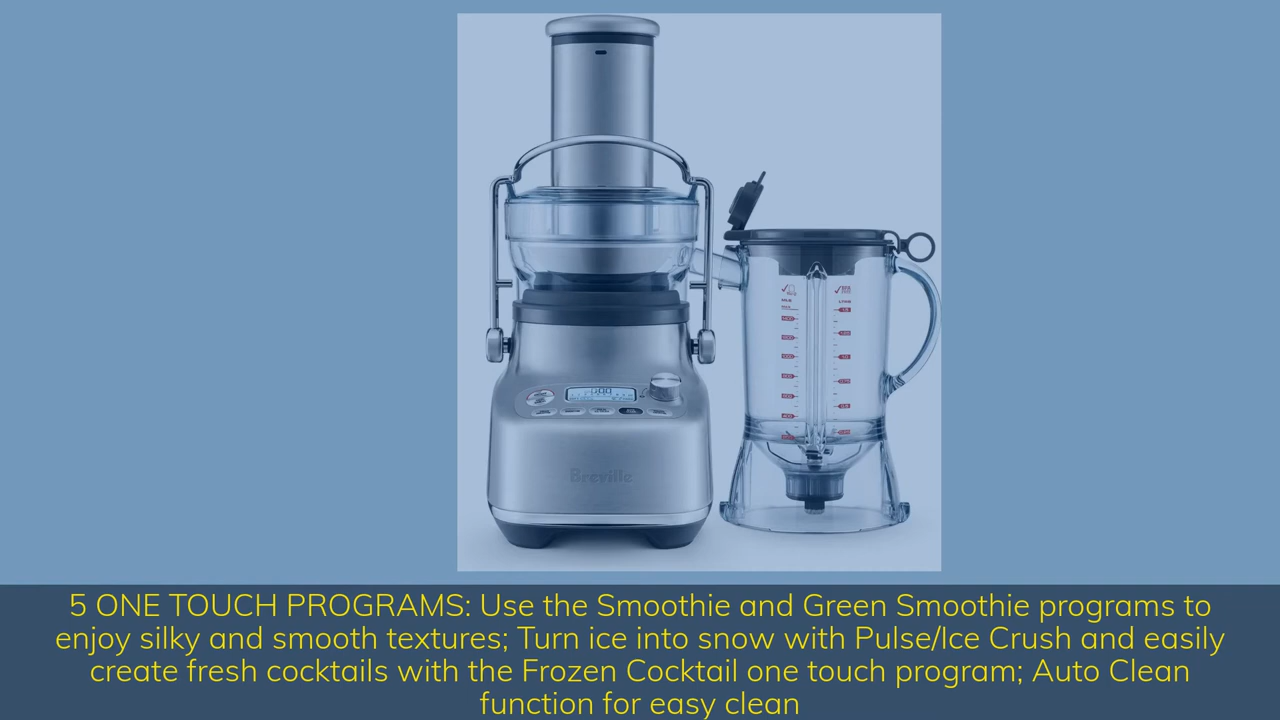 Breville
5 ONE TOUCH PROGRAMS: Use the Smoothie and Green Smoothie programs to
enjoy silky and smooth textures; Turn ice into snow with Pulse/Ice Crush and easily
create fresh cocktails with the Frozen Cocktail one touch program; Auto Clean
function for easy clean